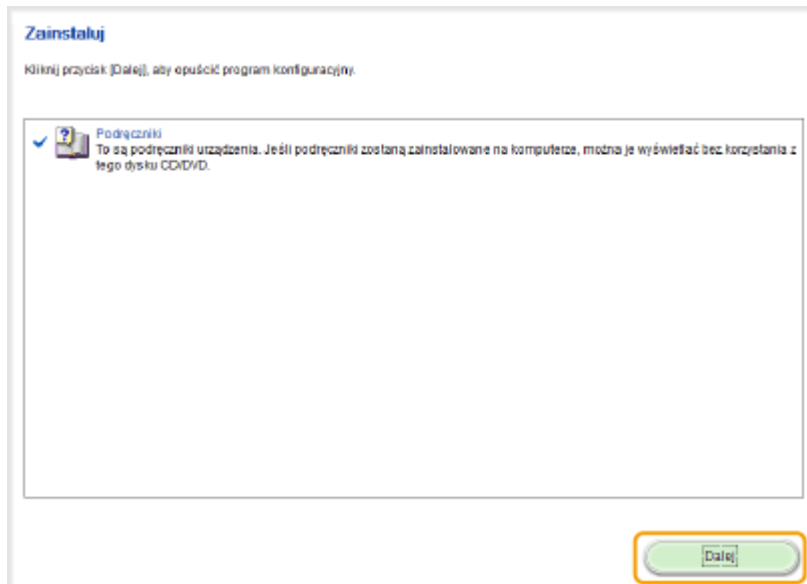 Zainstaluj
Kliknij przycisk [Dalej], aby opuścić program konfiguracyjny.
Podręczniki
To są podręczniki urządzenia. Jeśli podręczniki zostaną zainstalowane na komputerze, można je wyświetlać bez korzystania z
tego dysku CD/DVD.
Dalej